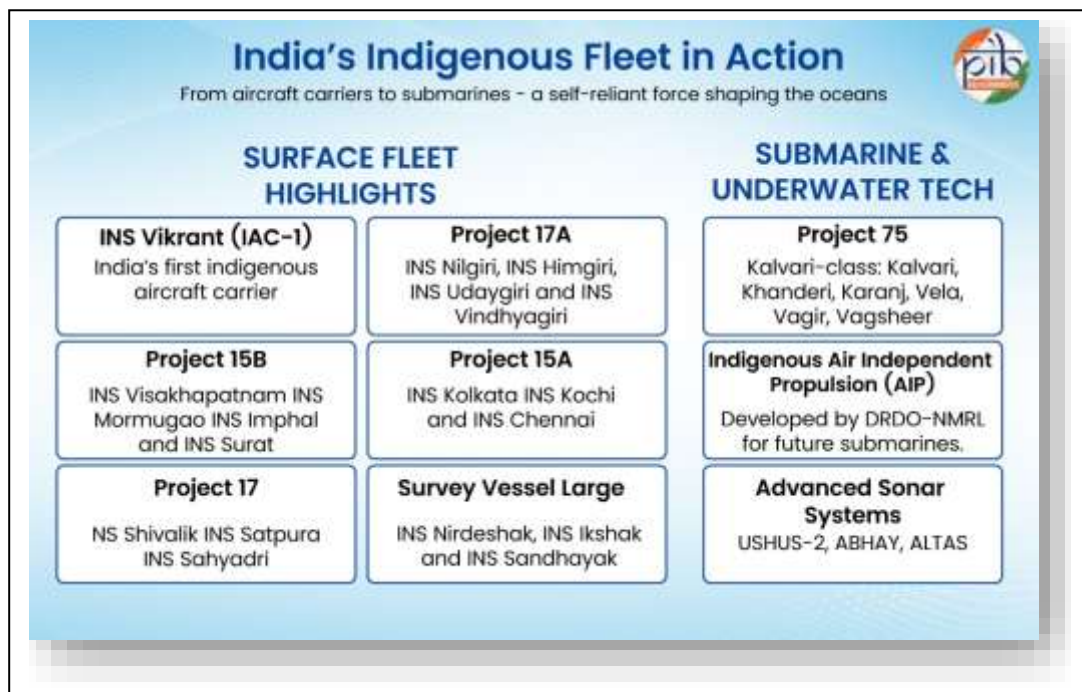 India's Indigenous Fleet in Action
From aircraft carriers to submarines - a self-reliant force shaping the oceans
pib
SURFACE FLEET
HIGHLIGHTS
INS Vikrant (IAC-1)
India's first indigenous
aircraft carrier
Project 17A
INS Nilgiri, INS Himgiri,
INS Udaygiri and INS
Vindhyagiri
Project 15B
INS Visakhapatnam INS
Mormugao INS Imphal
and INS Surat
Project 15A
INS Kolkata INS Kochi
and INS Chennai
Project 17
NS Shivalik INS Satpura
INS Sahyadri
Survey Vessel Large
INS Nirdeshak, INS Ikshak
and INS Sandhayak
SUBMARINE &
UNDERWATER TECH
Project 75
Kalvari-class: Kalvari,
Khanderi, Karanj, Vela,
Vagir, Vagsheer
Indigenous Air Independent
Propulsion (AIP)
Developed by DRDO-NMRL
for future submarines.
Advanced Sonar
Systems
USHUS-2, ABHAY, ALTAS